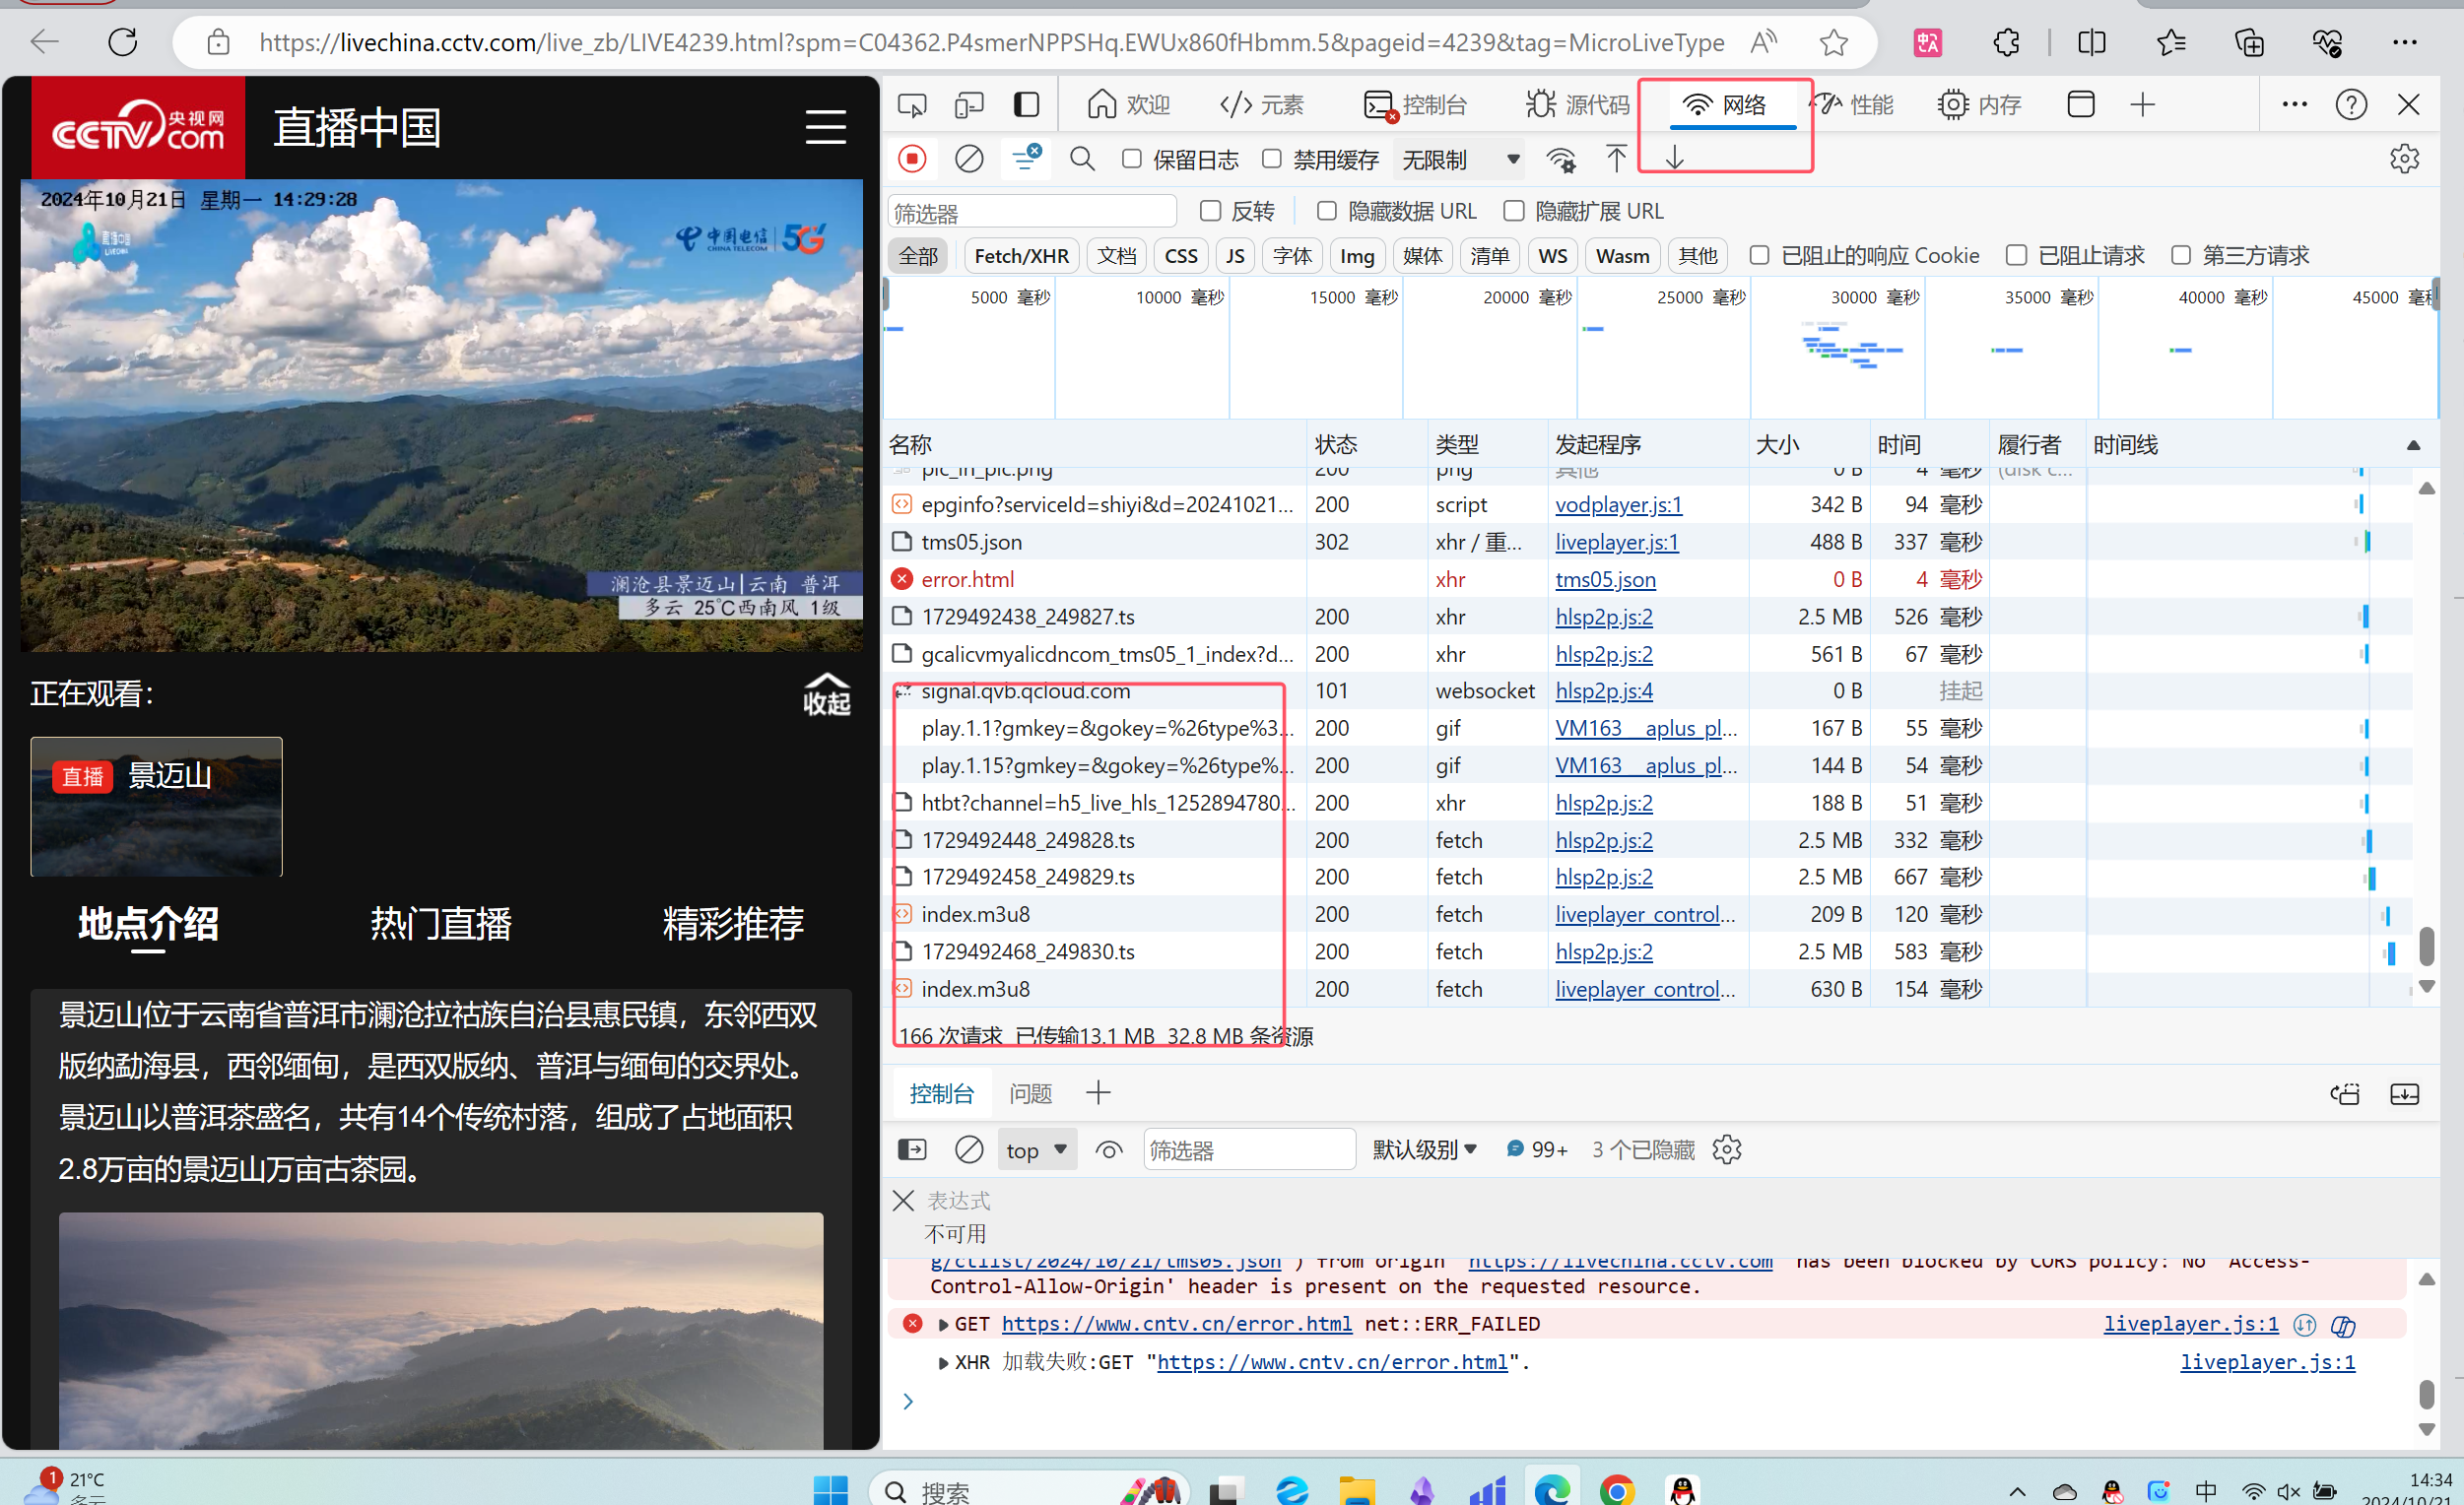 https://livechina.cctv.com/live_zb/LIVE4239.html?spm=C04362.P4smerNPPSHq.EWUx860fHbmm.5&pageid=4239&tag=MicroLiveType
CCTV com 央视网
直播中国
2024年10月21日 星期一 14:29:28
直播中国
中国电信 CHINA TELECOM 5G
澜沧县景迈山|云南 普洱
多云 25℃西南风 1级
正在观看：
收起
直播 景迈山
地点介绍 热门直播 精彩推荐
景迈山位于云南省普洱市澜沧拉祜族自治县惠民镇，东邻西双
版纳勐海县，西邻缅甸，是西双版纳、普洱与缅甸的交界处。
景迈山以普洱茶盛名，共有14个传统村落，组成了占地面积
2.8万亩的景迈山万亩古茶园。
欢迎 元素 控制台 源代码 网络 性能 内存
保留日志 禁用缓存 无限制
筛选器 反转 隐藏数据 URL 隐藏扩展 URL
全部 Fetch/XHR 文档 CSS JS 字体 Img 媒体 清单 WS Wasm 其他 已阻止的响应 Cookie 已阻止请求 第三方请求
5000 毫秒 10000 毫秒 15000 毫秒 20000 毫秒 25000 毫秒 30000 毫秒 35000 毫秒 40000 毫秒 45000 毫秒
名称 状态 类型 发起程序 大小 时间 履行者 时间线
pic_in_pic.png 200 png 其他 0 B 4 毫秒 (disk c...
epginfo?serviceId=shiyi&d=20241021... 200 script vodplayer.js:1 342 B 94 毫秒
tms05.json 302 xhr / 重... liveplayer.js:1 488 B 337 毫秒
error.html xhr tms05.json 0 B 4 毫秒
1729492438_249827.ts 200 xhr hlsp2p.js:2 2.5 MB 526 毫秒
gcalicvmyalicdncom_tms05_1_index?d... 200 xhr hlsp2p.js:2 561 B 67 毫秒
signal.qvb.qcloud.com 101 websocket hlsp2p.js:4 0 B 挂起
play.1.1?gmkey=&gokey=%26type%3... 200 gif VM163 aplus_pl... 167 B 55 毫秒
play.1.15?gmkey=&gokey=%26type%... 200 gif VM163 aplus_pl... 144 B 54 毫秒
htbt?channel=h5_live_hls_1252894780... 200 xhr hlsp2p.js:2 188 B 51 毫秒
1729492448_249828.ts 200 fetch hlsp2p.js:2 2.5 MB 332 毫秒
1729492458_249829.ts 200 fetch hlsp2p.js:2 2.5 MB 667 毫秒
index.m3u8 200 fetch liveplayer_control... 209 B 120 毫秒
1729492468_249830.ts 200 fetch hlsp2p.js:2 2.5 MB 583 毫秒
index.m3u8 200 fetch liveplayer_control... 630 B 154 毫秒
166 次请求 已传输13.1 MB 32.8 MB 条资源
控制台 问题
top 筛选器 默认级别 99+ 3 个已隐藏
表达式
不可用
g/ctlist/2024/10/21/tms05.json') from origin 'https://livechina.cctv.com' has been blocked by CORS policy: No 'Access-
Control-Allow-Origin' header is present on the requested resource.
GET https://www.cntv.cn/error.html net::ERR_FAILED liveplayer.js:1
XHR 加载失败:GET "https://www.cntv.cn/error.html". liveplayer.js:1
1 21°C
多云
搜索
中
14:34
2024/10/21